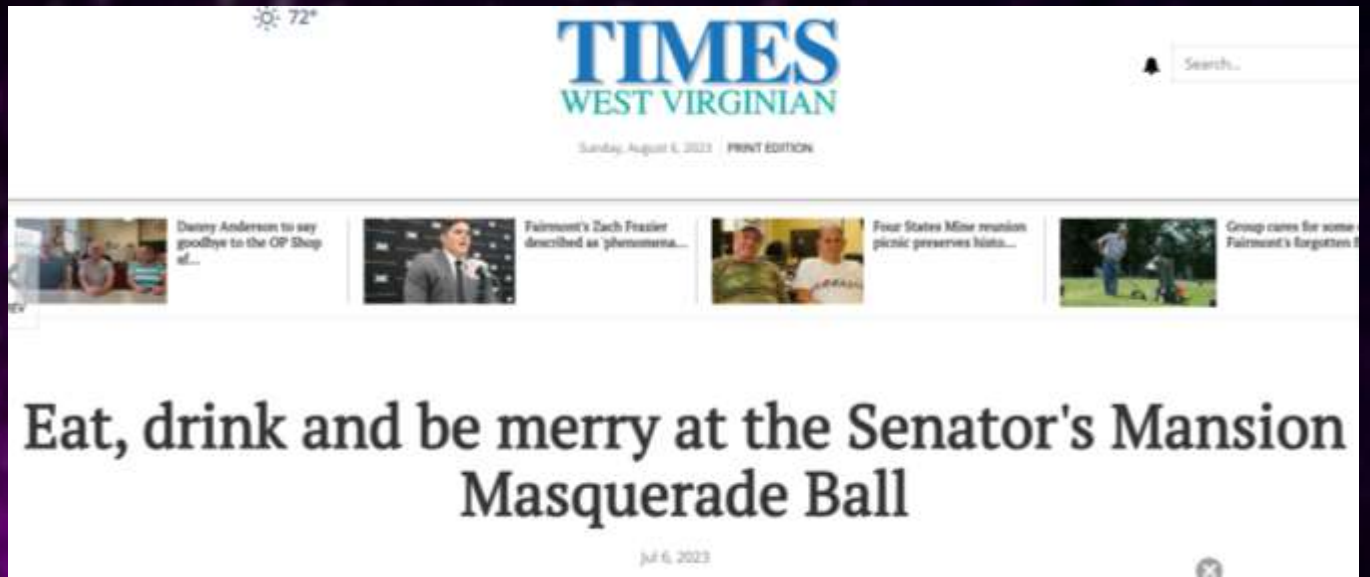 72°
TIMES
WEST VIRGINIAN
Search...
Sunday, August 6, 2023 PRINT EDITION
Danny Anderson to say
goodbye to the OP Shop
af...
Fairmont's Zach Frazier
described as 'phenomena...
Four States Mine reunion
picnic preserves histo...
Group cares for some
Fairmont's forgotten
Eat, drink and be merry at the Senator's Mansion
Masquerade Ball
Jul 6, 2023